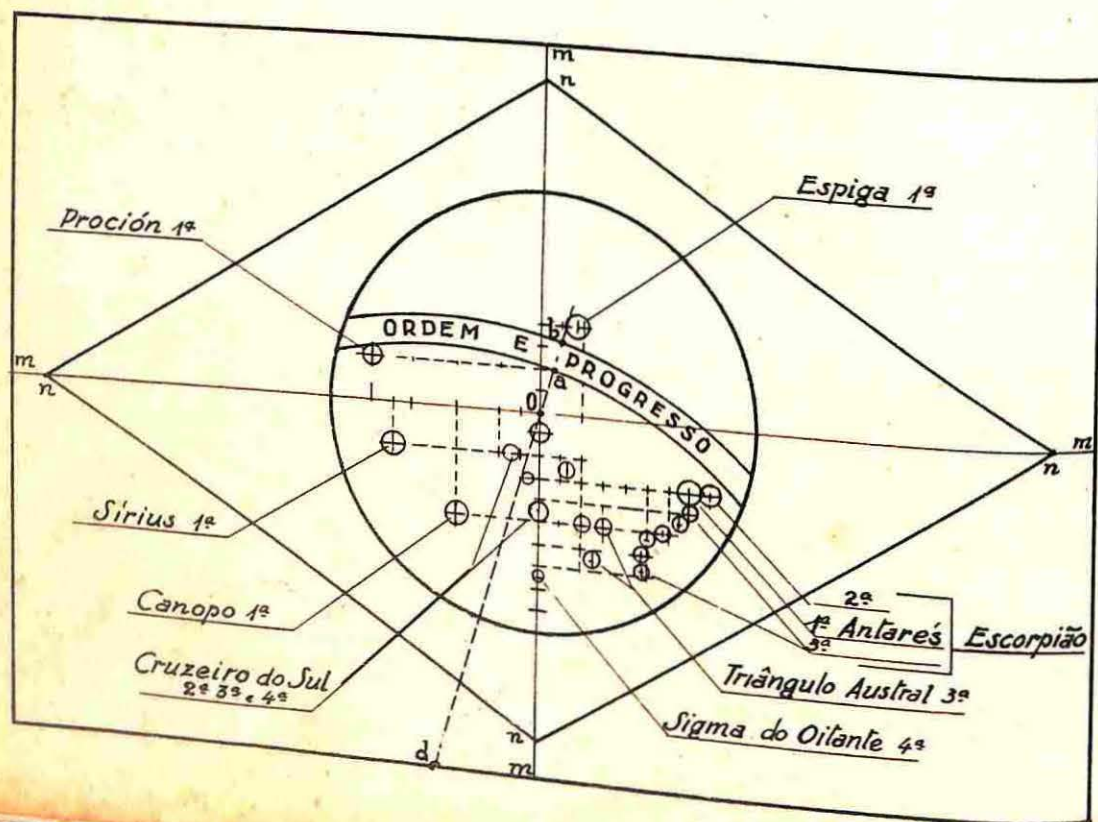 m
n
Espiga 1ª
Prociôn 1ª
b
ORDEM E PROGRESSO
a
m
n
O
m
n
Sírius 1ª
Canopo 1ª
2ª
1ª Antarés
3ª
Escorpião
Cruzeiro do Sul
2ª 3ª e 4ª
Triângulo Austral 3ª
Sigma do Oitante 4ª
n
d
m